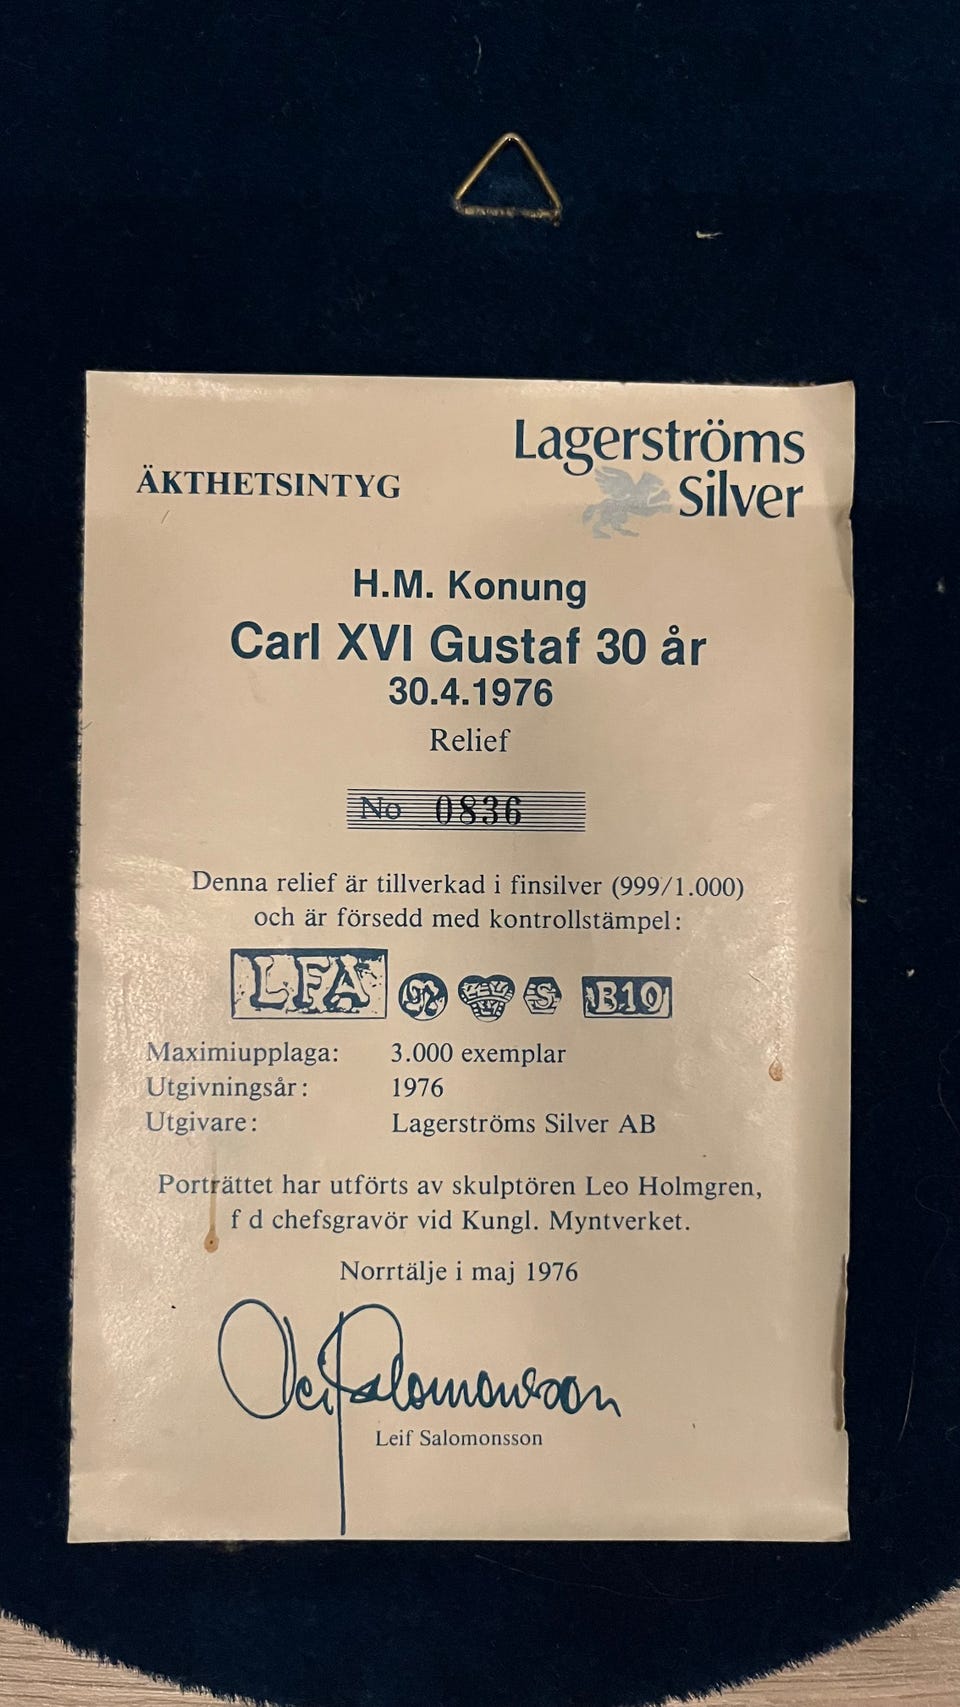 Lagerströms
Silver
ÄKTHETSINTYG
H.M. Konung
Carl XVI Gustaf 30 år
30.4.1976
Relief
No 0836
Denna relief är tillverkad i finsilver (999/1.000)
och är försedd med kontrollstämpel:
LFA S B10
Maximiupplaga: 3.000 exemplar
Utgivningsår: 1976
Utgivare: Lagerströms Silver AB
Porträttet har utförts av skulptören Leo Holmgren,
f d chefsgravör vid Kungl. Myntverket.
Norrtälje i maj 1976
Leif Salomonsson
Leif Salomonsson